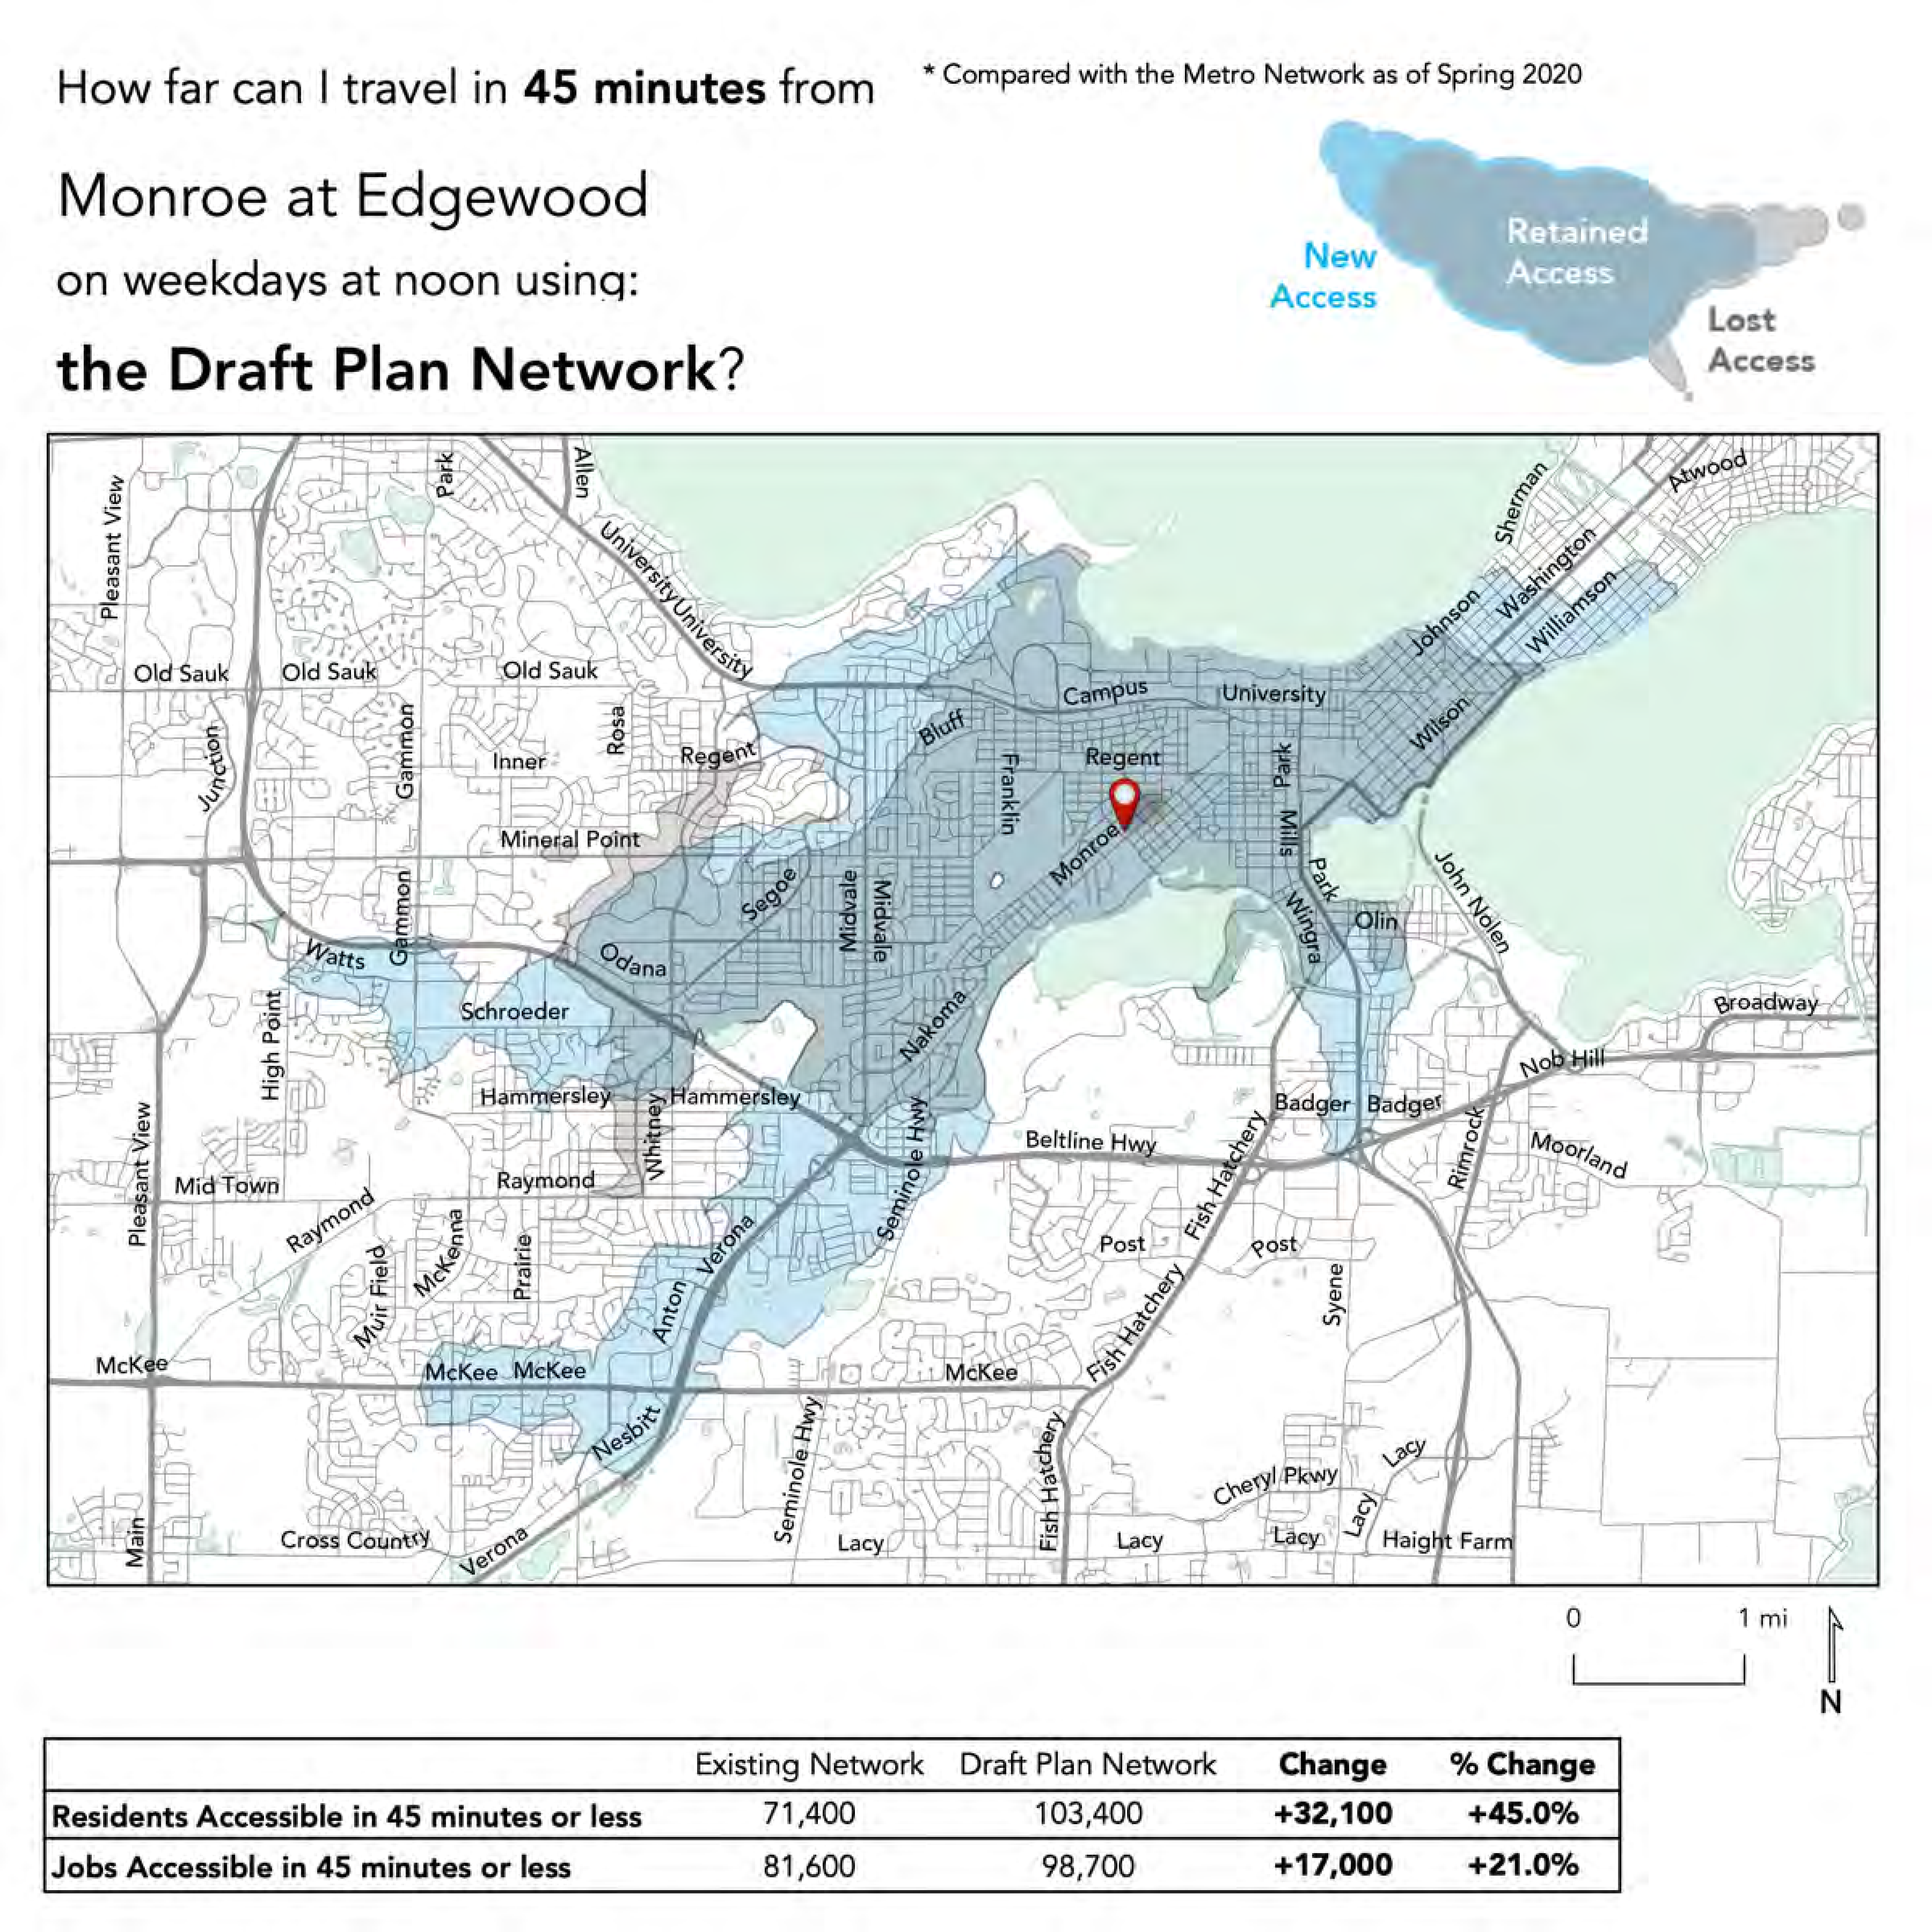 How far can I travel in 45 minutes from
* Compared with the Metro Network as of Spring 2020
Monroe at Edgewood
on weekdays at noon using:
the Draft Plan Network?
New
Access
Retained
Access
Lost
Access
Pleasant View
Park
Allen
University
University
University
Sherman
Atwood
Washington
Johnson
Williamson
Old Sauk
Old Sauk
Old Sauk
Junction
Gammon
Rosa
Inner
Regent
Bluff
Campus
University
Wilson
Franklin
Regent
Park
Mills
Mineral Point
Monroe
Park
John Nolen
Gammon
Segoe
Midvale
Midvale
Wingra
Olin
Watts
Odana
Schroeder
High Point
Nakoma
Broadway
Nob Hill
Hammersley
Hammersley
Whitney
Badger
Badger
Pleasant View
Beltline Hwy
Seminole Hwy
Fish Hatchery
Rimrock
Moorland
Mid Town
Raymond
Raymond
Muir Field
McKenna
Prairie
Verona
Anton
Post
Post
Syene
Fish Hatchery
McKee
McKee
McKee
McKee
Nesbitt
Seminole Hwy
Fish Hatchery
Lacy
Cheryl Pkwy
Lacy
Main
Cross Country
Verona
Lacy
Lacy
Lacy
Haight Farm
0
1 mi
N
Existing Network Draft Plan Network Change % Change
Residents Accessible in 45 minutes or less 71,400 103,400 +32,100 +45.0%
Jobs Accessible in 45 minutes or less 81,600 98,700 +17,000 +21.0%